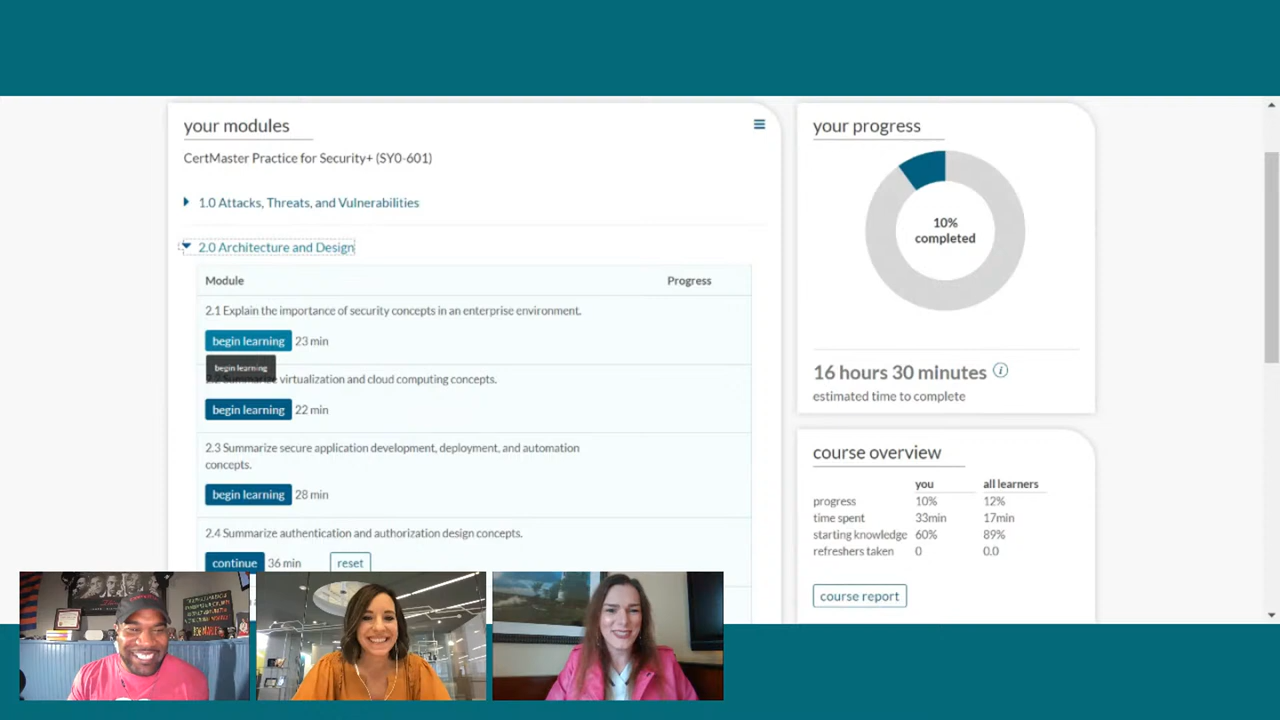 your modules
CertMaster Practice for Security+ (SY0-601)
1.0 Attacks, Threats, and Vulnerabilities
2.0 Architecture and Design
Module Progress
2.1 Explain the importance of security concepts in an enterprise environment.
begin learning 23 min
begin learning
2.2 Summarize virtualization and cloud computing concepts.
begin learning 22 min
2.3 Summarize secure application development, deployment, and automation
concepts.
begin learning 28 min
2.4 Summarize authentication and authorization design concepts.
continue 36 min reset
your progress
10%
completed
16 hours 30 minutes
estimated time to complete
course overview
you all learners
progress 10% 12%
time spent 33min 17min
starting knowledge 60% 89%
refreshers taken 0 0.0
course report